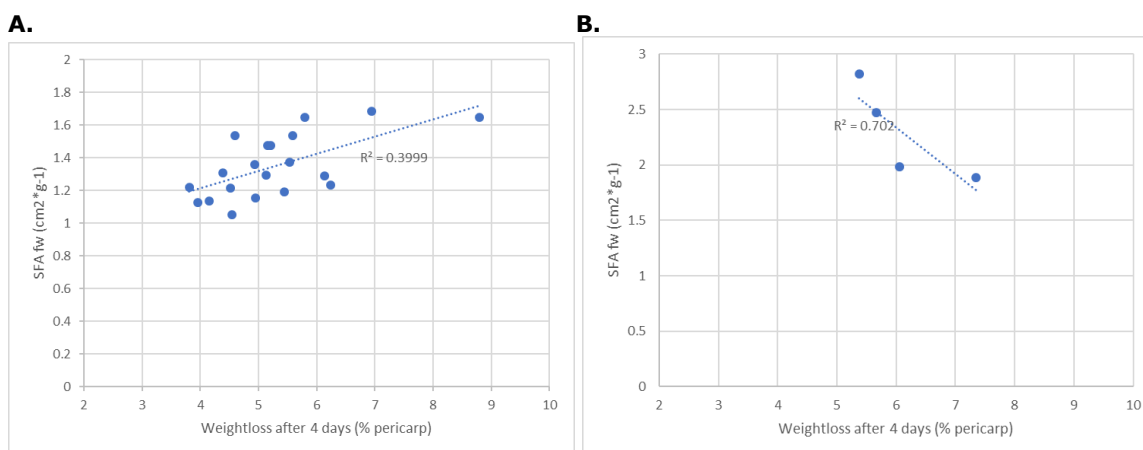 A.
2
1.8
1.6
1.4
1.2
1
0.8
0.6
0.4
0.2
0
SFA fw (cm2*g-1)
R² = 0.3999
2 3 4 5 6 7 8 9 10
Weightloss after 4 days (% pericarp)
B.
3
2.5
2
1.5
1
0.5
0
SFA fw (cm2*g-1)
R² = 0.702
2 3 4 5 6 7 8 9 10
Weightloss after 4 days (% pericarp)